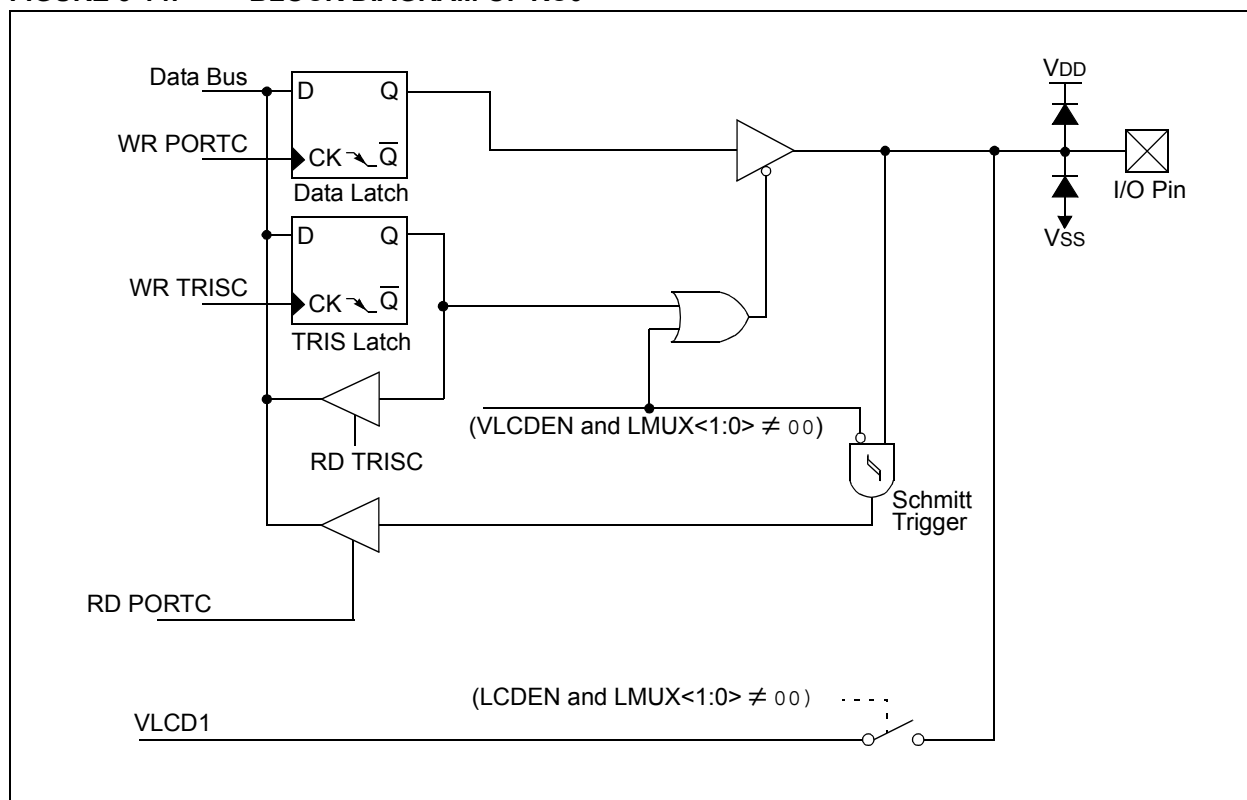 Data Bus
D Q
WR PORTC
CK Q
Data Latch
D Q
WR TRISC
CK Q
TRIS Latch
RD TRISC
(VLCDEN and LMUX<1:0> ≠ 00)
Schmitt
Trigger
RD PORTC
(LCDEN and LMUX<1:0> ≠ 00)
VLCD1
VDD
I/O Pin
VSS